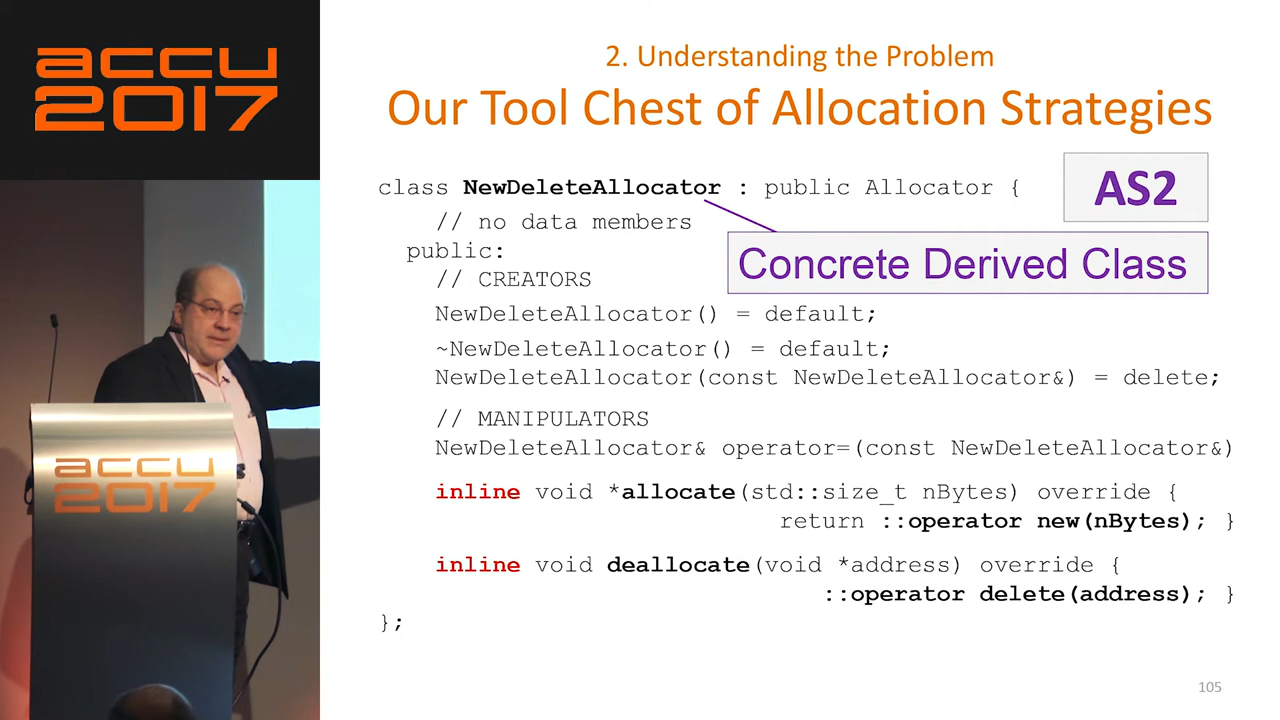 accu
2017
2. Understanding the Problem
Our Tool Chest of Allocation Strategies
class NewDeleteAllocator : public Allocator {
AS2
// no data members
public:
Concrete Derived Class
// CREATORS
NewDeleteAllocator() = default;
~NewDeleteAllocator() = default;
NewDeleteAllocator(const NewDeleteAllocator&) = delete;
// MANIPULATORS
NewDeleteAllocator& operator=(const NewDeleteAllocator&)
inline void *allocate(std::size_t nBytes) override {
return ::operator new(nBytes); }
inline void deallocate(void *address) override {
::operator delete(address); }
};
accu
2017
105